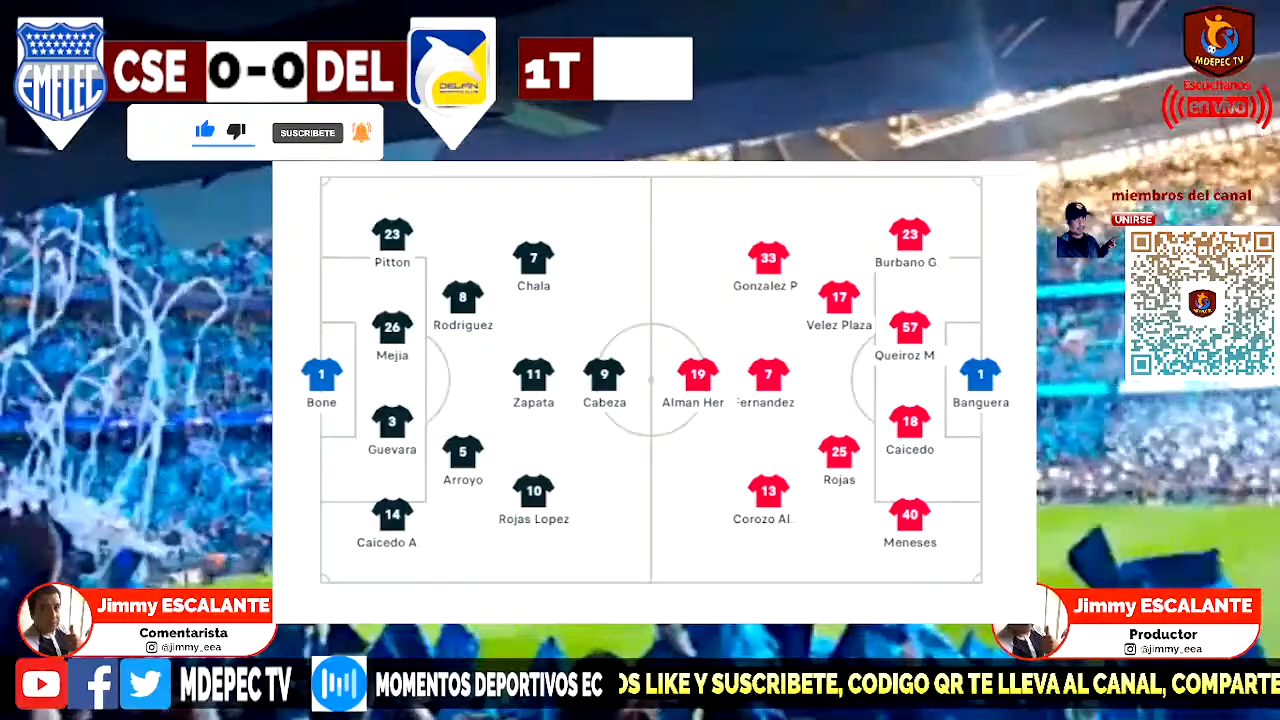 EMELEC
CSE 0-0 DEL
DELFIN
1T
MDEPEC TV
Escuchanos
en vivo
SUSCRIBETE
miembros del canal
UNIRSE
23
Pitton
7
Chala
8
Rodriguez
26
Mejia
1
Bone
11
Zapata
9
Cabeza
3
Guevara
5
Arroyo
10
Rojas Lopez
14
Caicedo A
33
Gonzalez P
23
Burbano G.
17
Velez Plaza
57
Queiroz M
19
Alman Her
7
Fernandez
1
Banguera
18
Caicedo
25
Rojas
13
Corozo Al.
40
Meneses
Jimmy ESCALANTE
Comentarista
@jimmy_eea
Jimmy ESCALANTE
Productor
@jimmy_eea
MDEPEC TV
MOMENTOS DEPORTIVOS EC
OS LIKE Y SUSCRIBETE, CODIGO QR TE LLEVA AL CANAL, COMPARTE